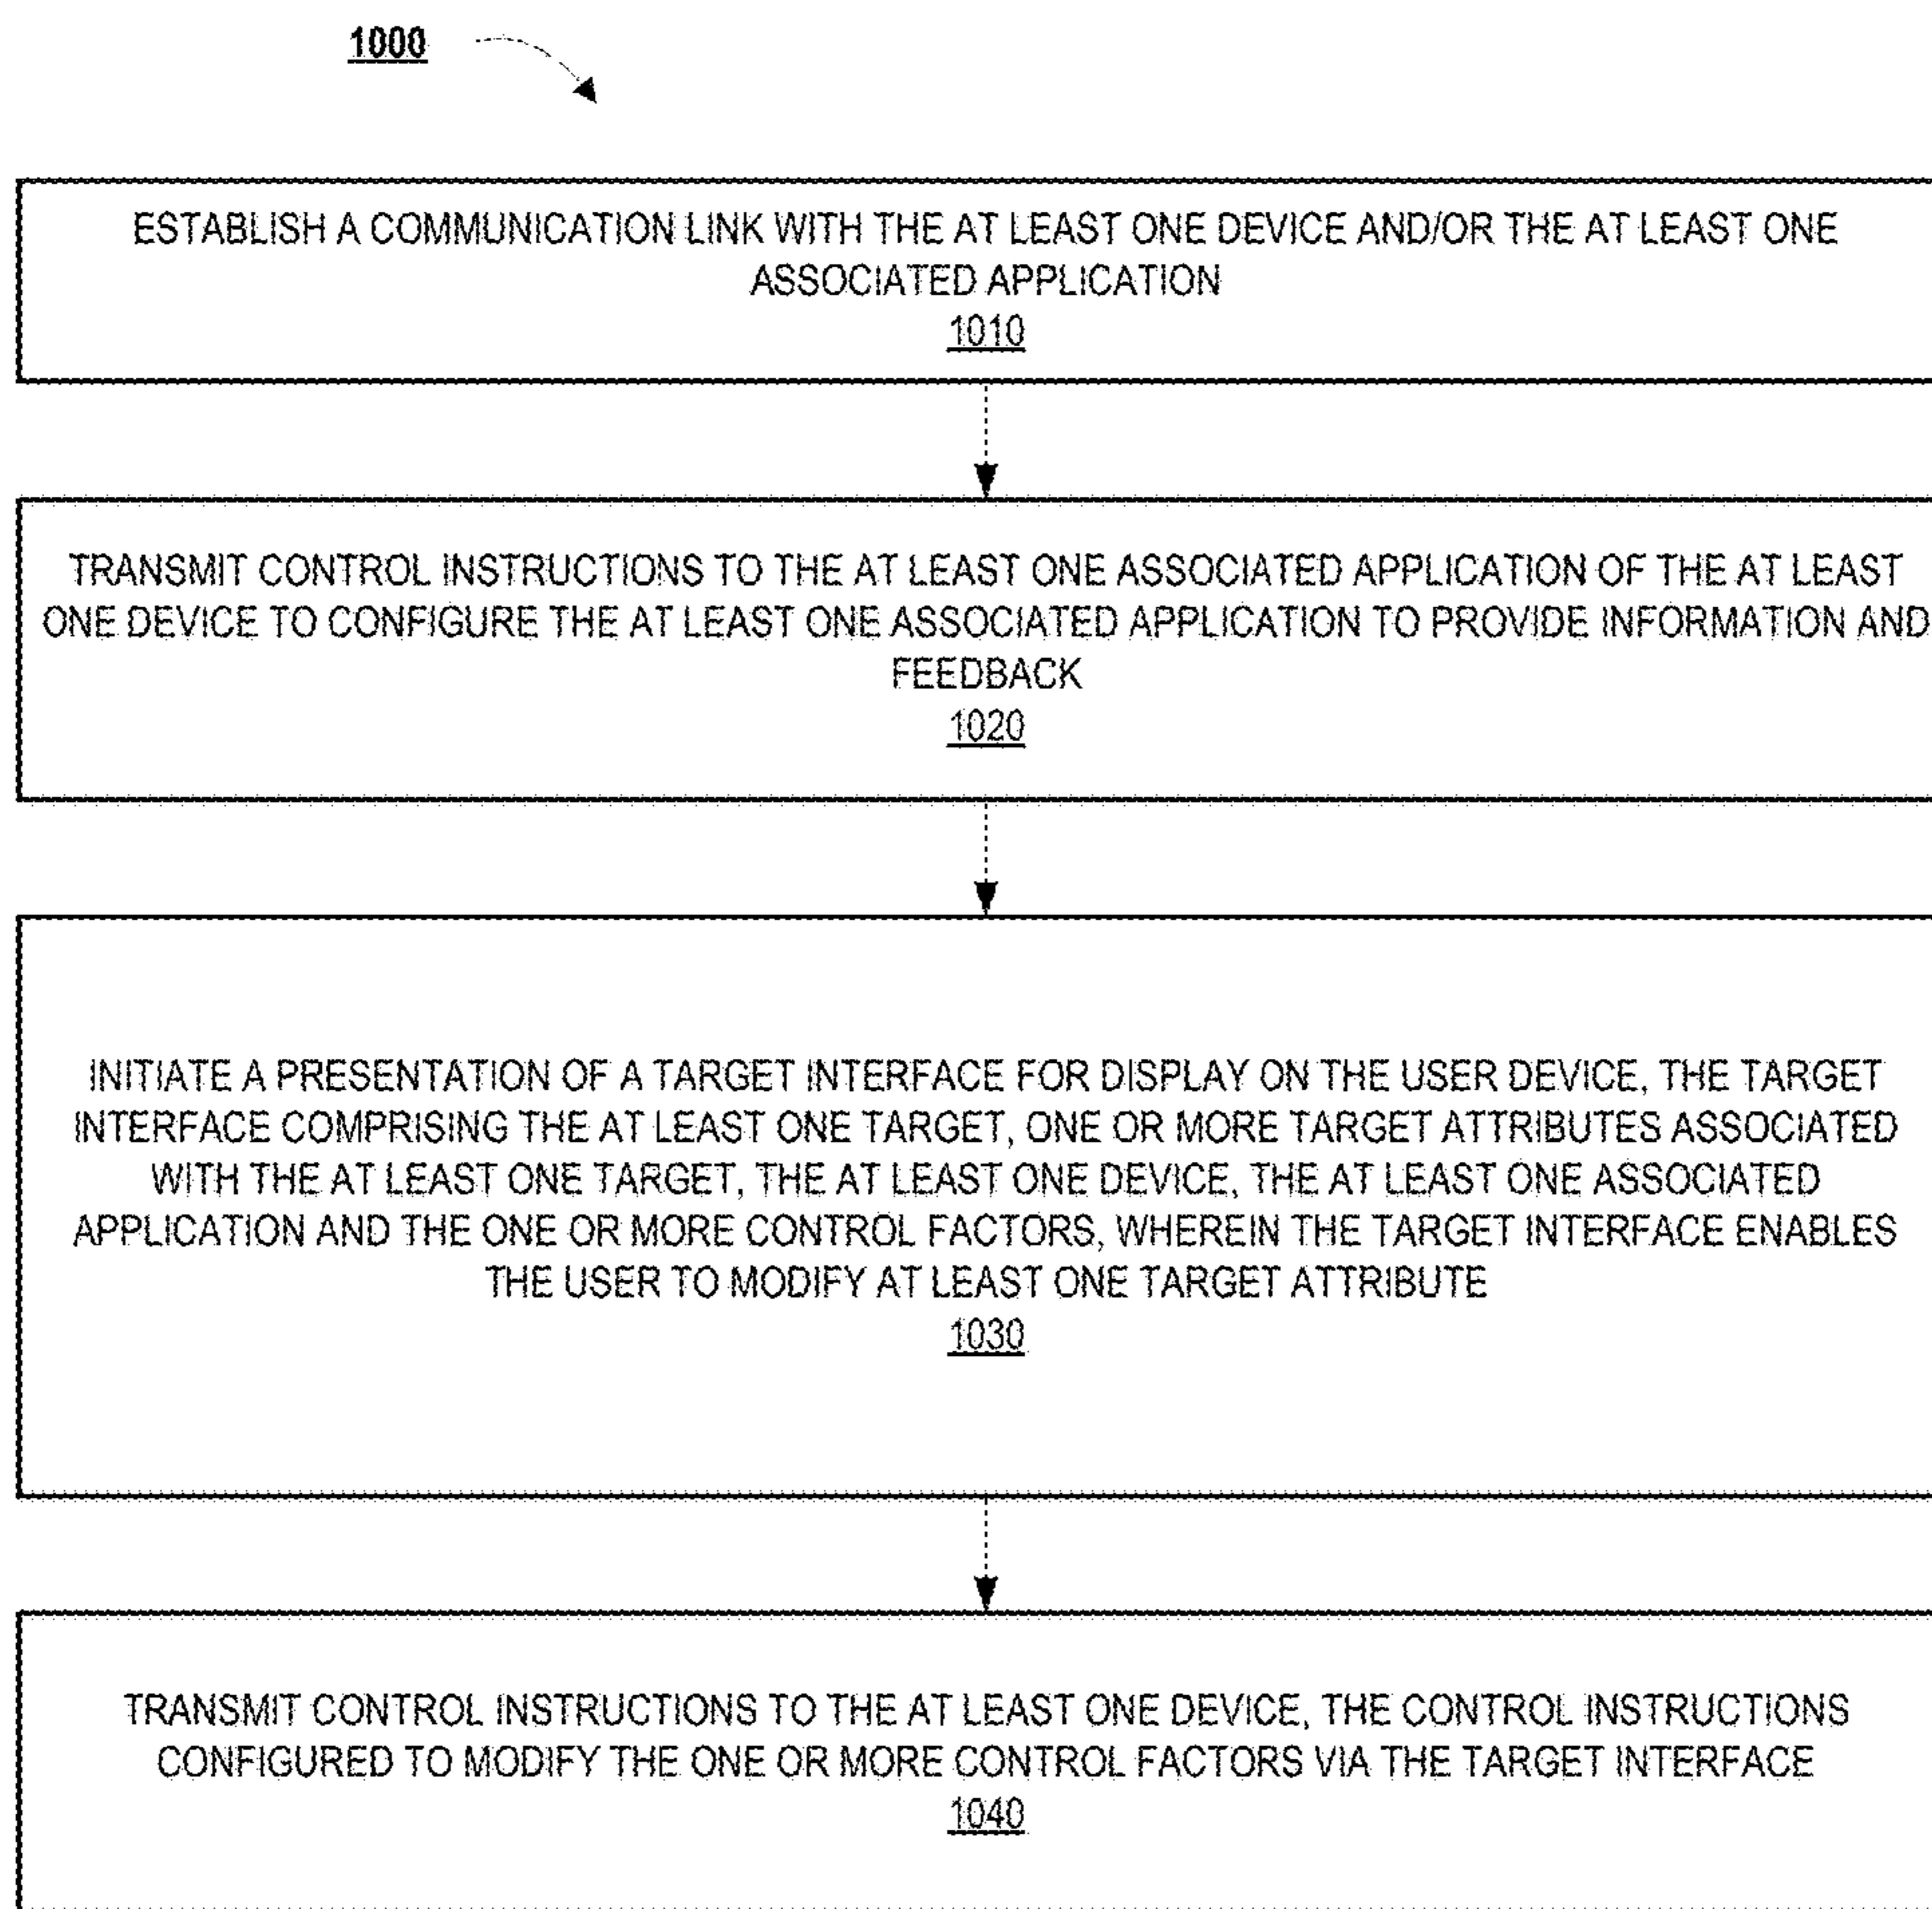 1000
ESTABLISH A COMMUNICATION LINK WITH THE AT LEAST ONE DEVICE AND/OR THE AT LEAST ONE
ASSOCIATED APPLICATION
1010
TRANSMIT CONTROL INSTRUCTIONS TO THE AT LEAST ONE ASSOCIATED APPLICATION OF THE AT LEAST
ONE DEVICE TO CONFIGURE THE AT LEAST ONE ASSOCIATED APPLICATION TO PROVIDE INFORMATION AND
FEEDBACK
1020
INITIATE A PRESENTATION OF A TARGET INTERFACE FOR DISPLAY ON THE USER DEVICE, THE TARGET
INTERFACE COMPRISING THE AT LEAST ONE TARGET, ONE OR MORE TARGET ATTRIBUTES ASSOCIATED
WITH THE AT LEAST ONE TARGET, THE AT LEAST ONE DEVICE, THE AT LEAST ONE ASSOCIATED
APPLICATION AND THE ONE OR MORE CONTROL FACTORS, WHEREIN THE TARGET INTERFACE ENABLES
THE USER TO MODIFY AT LEAST ONE TARGET ATTRIBUTE
1030
TRANSMIT CONTROL INSTRUCTIONS TO THE AT LEAST ONE DEVICE, THE CONTROL INSTRUCTIONS
CONFIGURED TO MODIFY THE ONE OR MORE CONTROL FACTORS VIA THE TARGET INTERFACE
1040